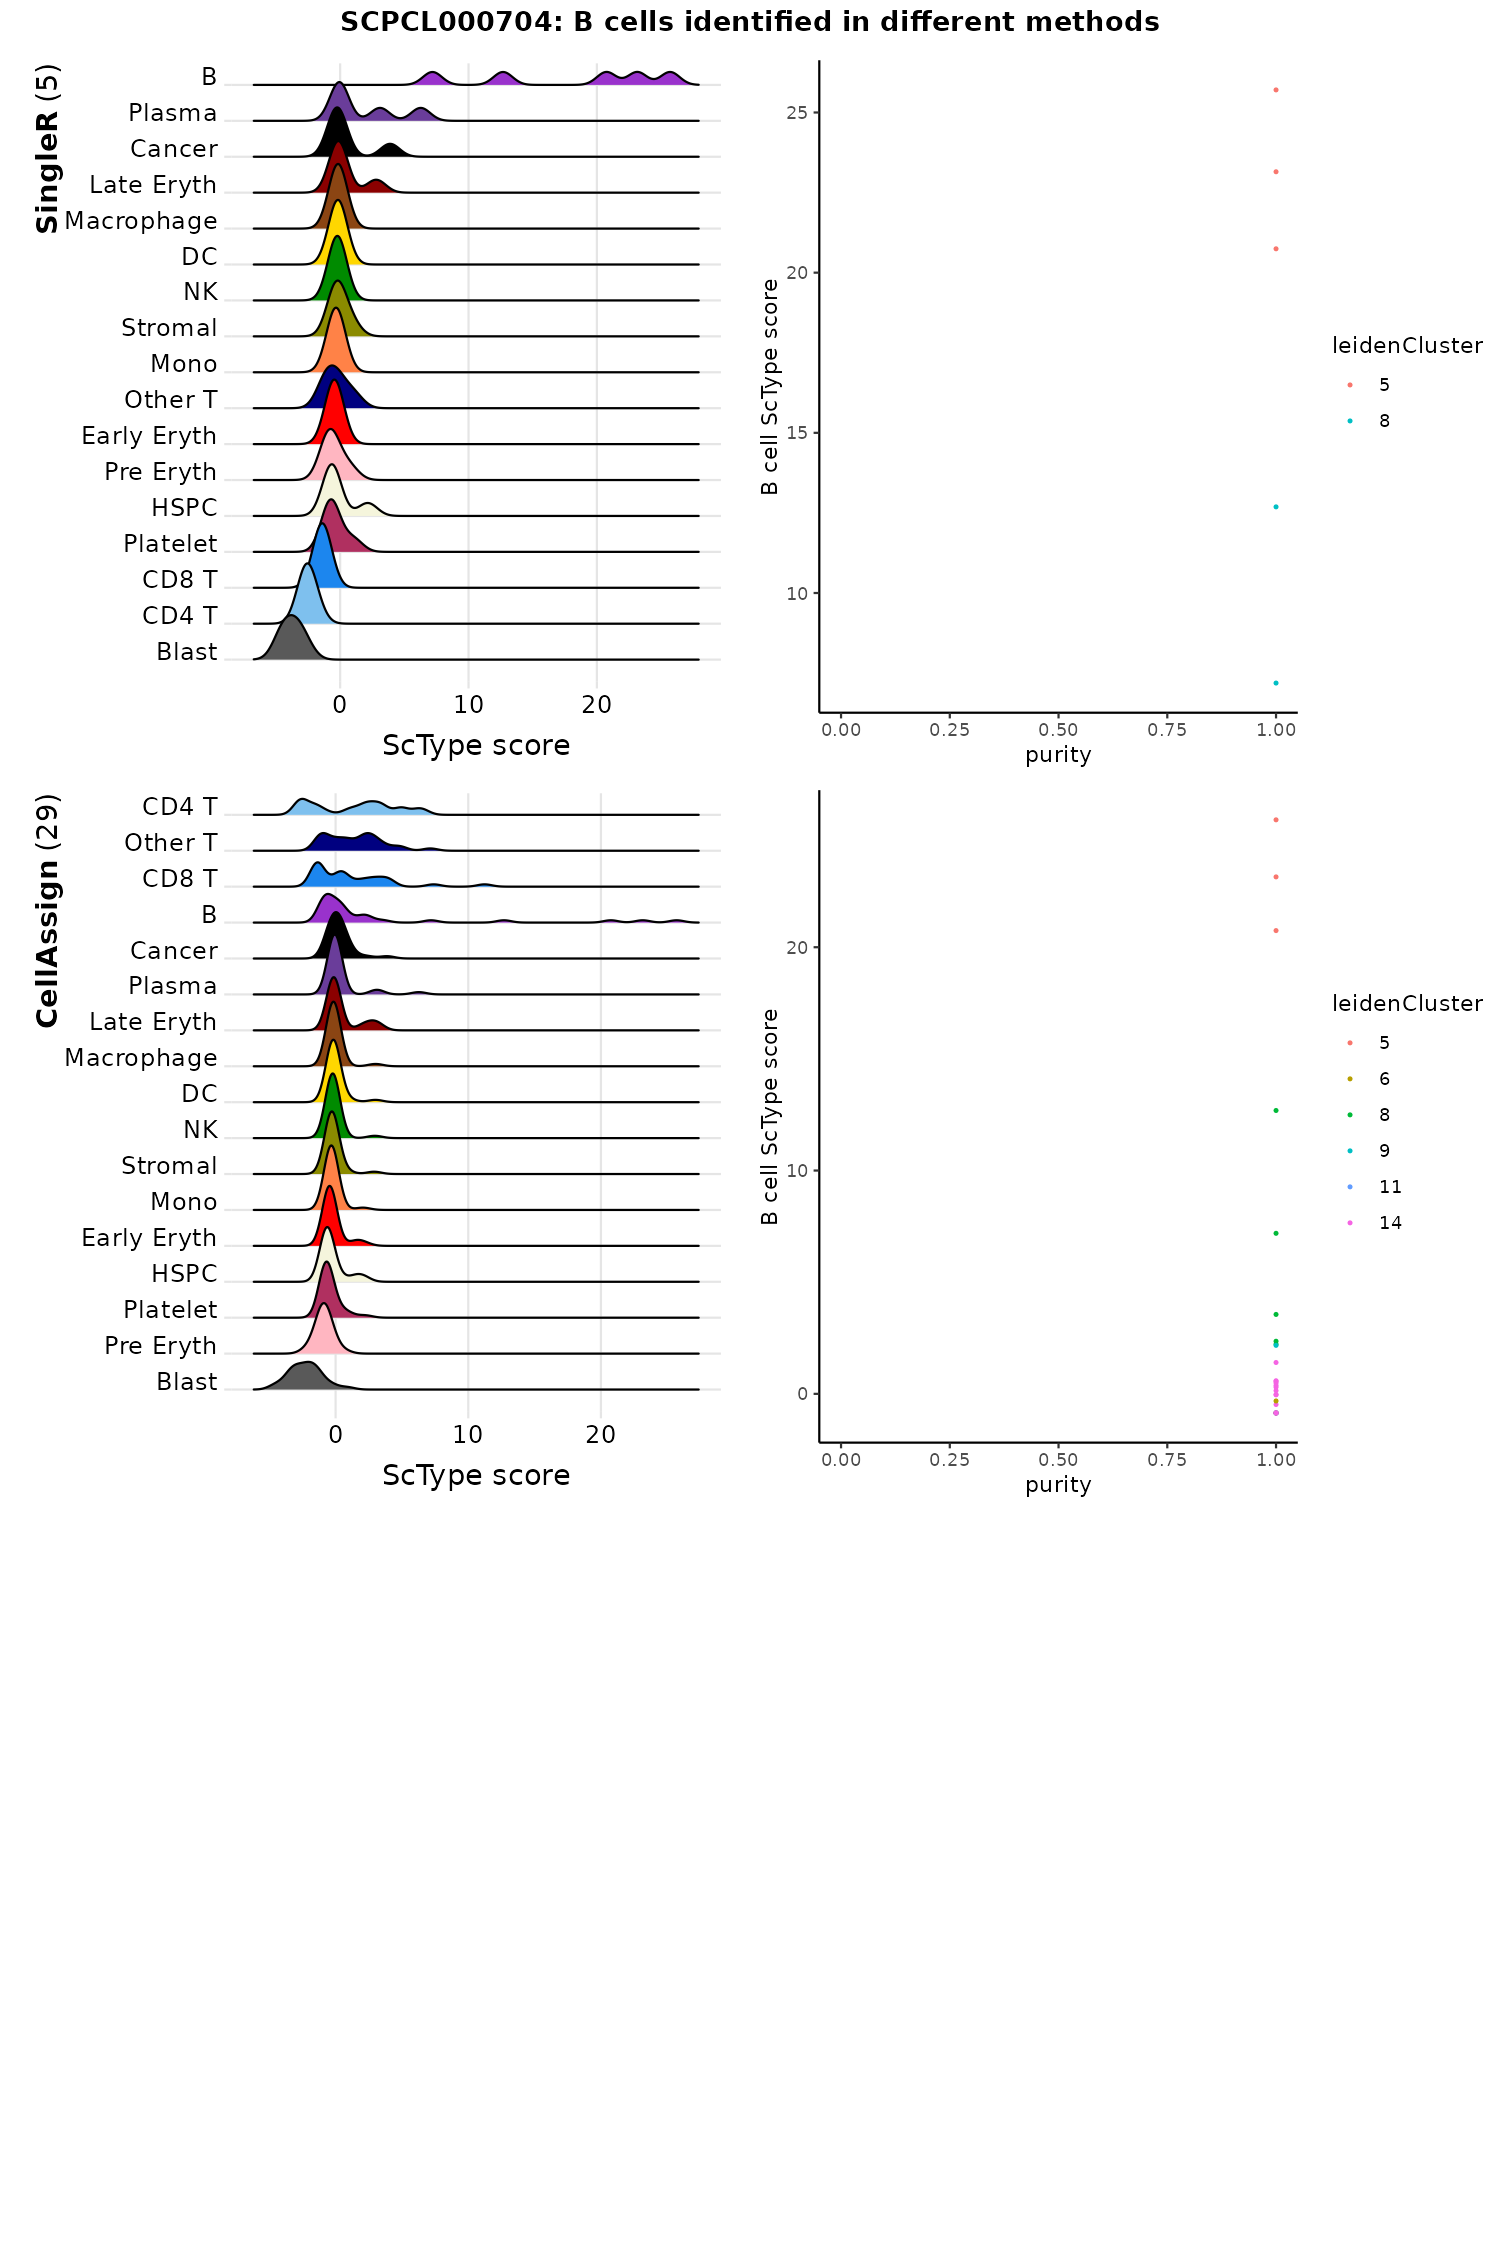 SCPCL000704: B cells identified in different methods
SingleR (5)
B
Plasma
Cancer
Late Eryth
Macrophage
DC
NK
Stromal
Mono
Other T
Early Eryth
Pre Eryth
HSPC
Platelet
CD8 T
CD4 T
Blast
0 10 20
ScType score
B cell ScType score
25
20
15
10
0.00 0.25 0.50 0.75 1.00
purity
leidenCluster
5
8
CellAssign (29)
CD4 T
Other T
CD8 T
B
Cancer
Plasma
Late Eryth
Macrophage
DC
NK
Stromal
Mono
Early Eryth
HSPC
Platelet
Pre Eryth
Blast
0 10 20
ScType score
B cell ScType score
20
10
0
0.00 0.25 0.50 0.75 1.00
purity
leidenCluster
5
6
8
9
11
14